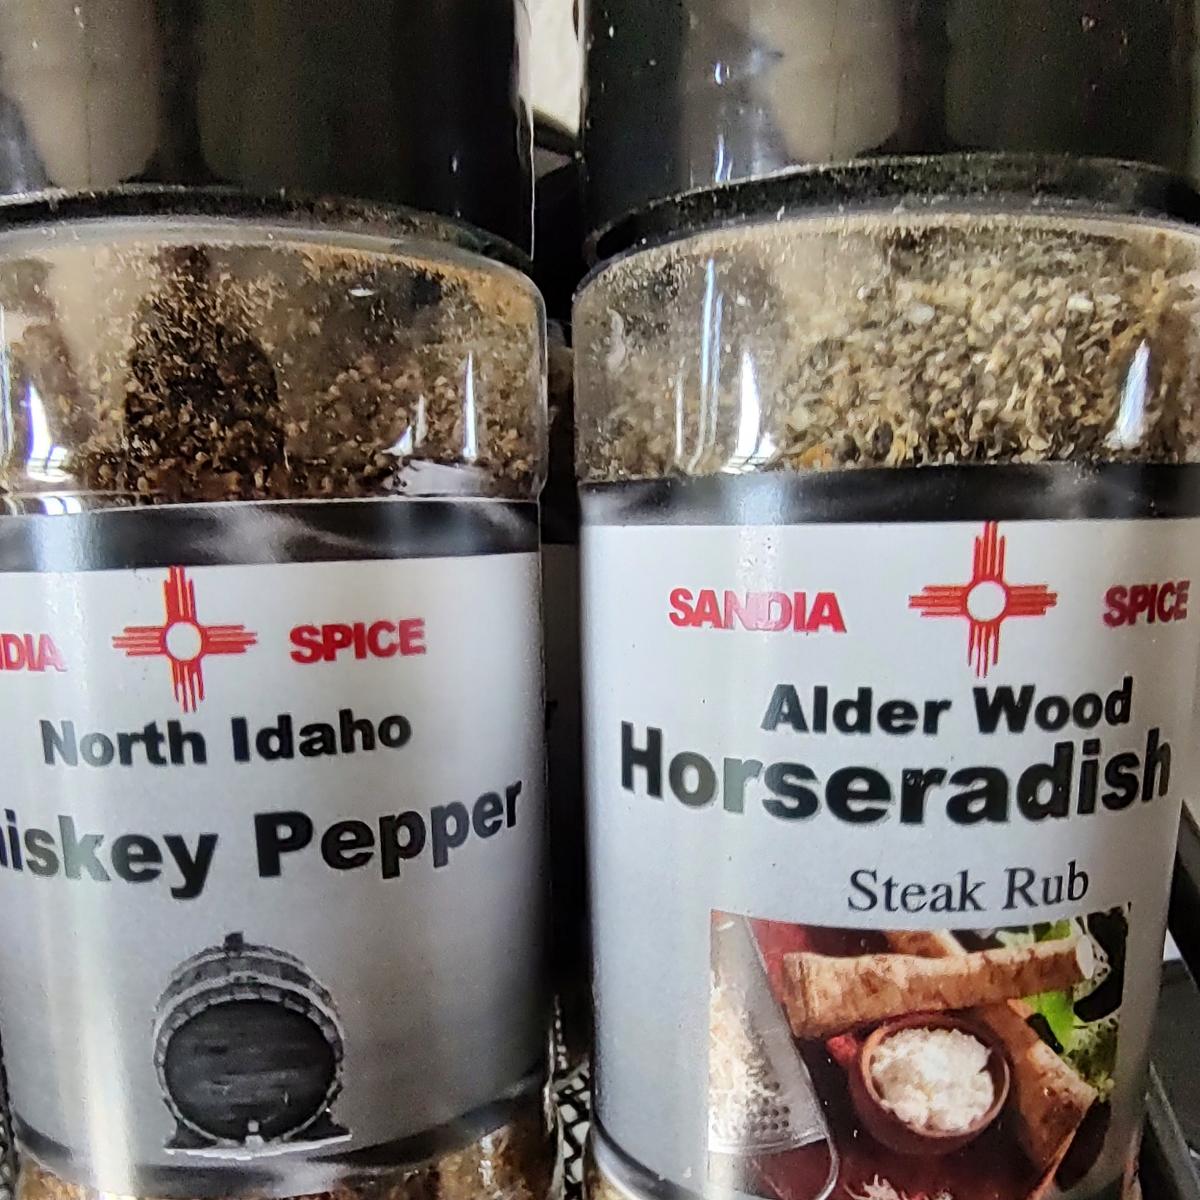 DIA SPICE
North Idaho
iskey Pepper
SANDIA SPICE
Alder Wood
Horseradish
Steak Rub